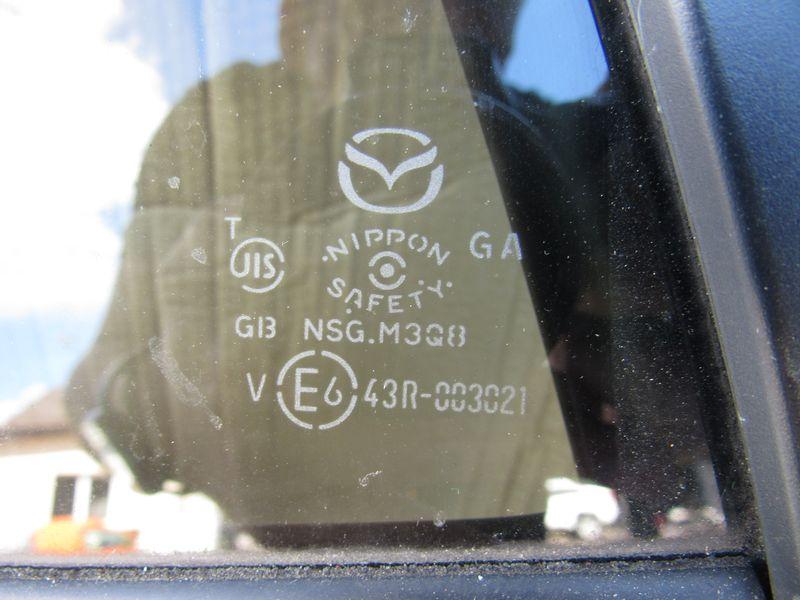 T
JIS
NIPPON
SAFETY
GA
GB NSG.M3Q8
V E6 43R-003021